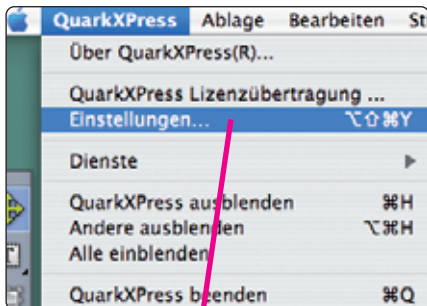 QuarkXPress Ablage Bearbeiten St
Über QuarkXPress(R)...
QuarkXPress Lizenzübertragung ...
Einstellungen... ⌥⇧⌘Y
Dienste
QuarkXPress ausblenden ⌘H
Andere ausblenden ⌥⌘H
Alle einblenden
QuarkXPress beenden ⌘Q